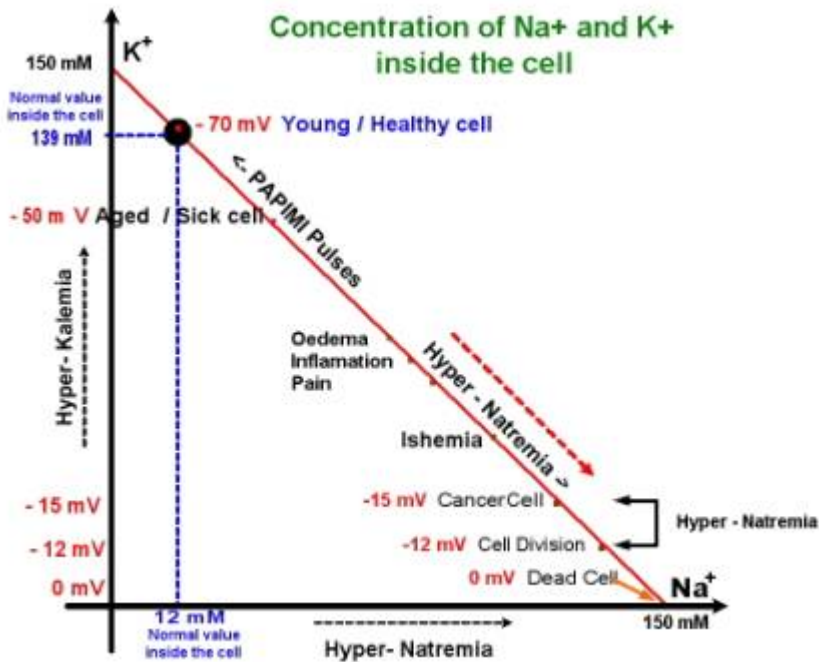 Concentration of Na+ and K+
inside the cell
K+
150 mM
Normal value
inside the cell
139 mM
- 70 mV Young / Healthy cell
<- PAPIMI Pulses
- 50 m V Aged / Sick cell
Hyper- Kalemia
Oedema
Inflamation
Pain
Hyper - Natremia >
Ishemia
- 15 mV
-15 mV CancerCell
Hyper - Natremia
- 12 mV
-12 mV Cell Division
0 mV
0 mV Dead Cell
Na+
12 mM
Normal value
inside the cell
150 mM
Hyper- Natremia